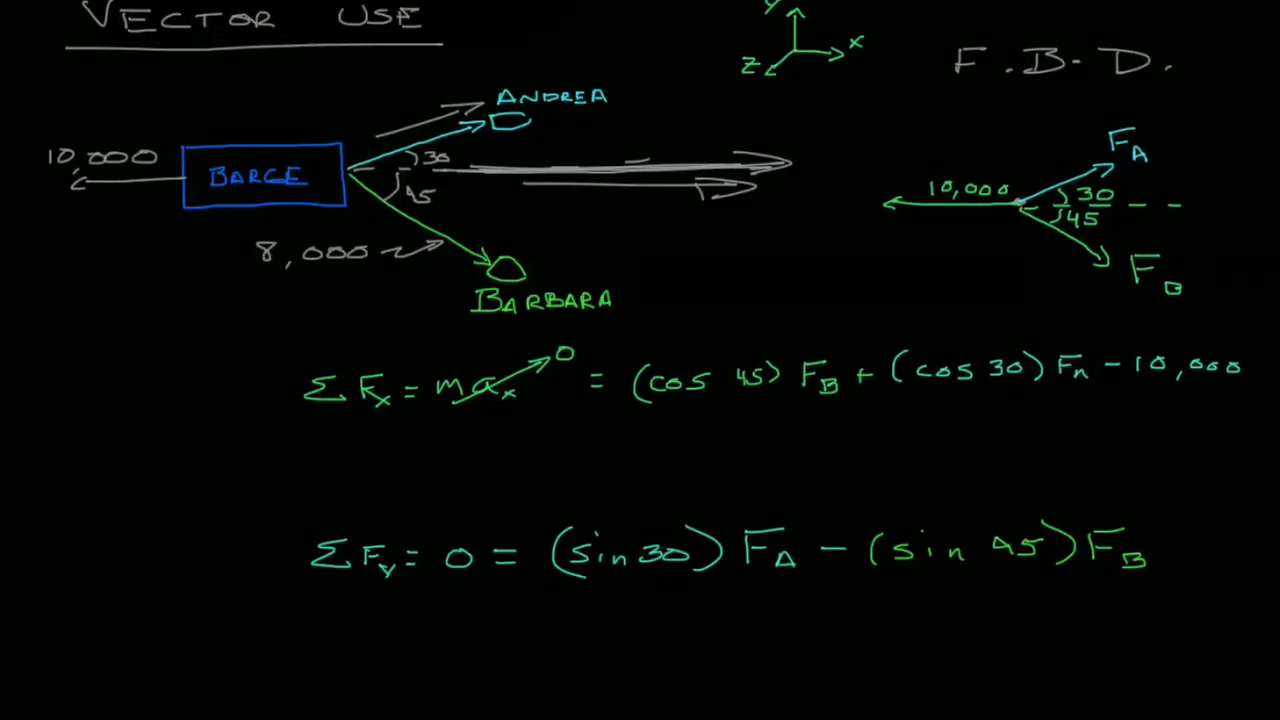 VECTOR USE
Y
X
Z
F.B.D.
ANDREA
10,000
BARGE
30
45
8,000
BARBARA
FA
10,000
30
45
FB
ΣFx = max 0 = (cos 45) FB + (cos 30) FA - 10,000
ΣFy = 0 = (sin 30) FA - (sin 45) FB